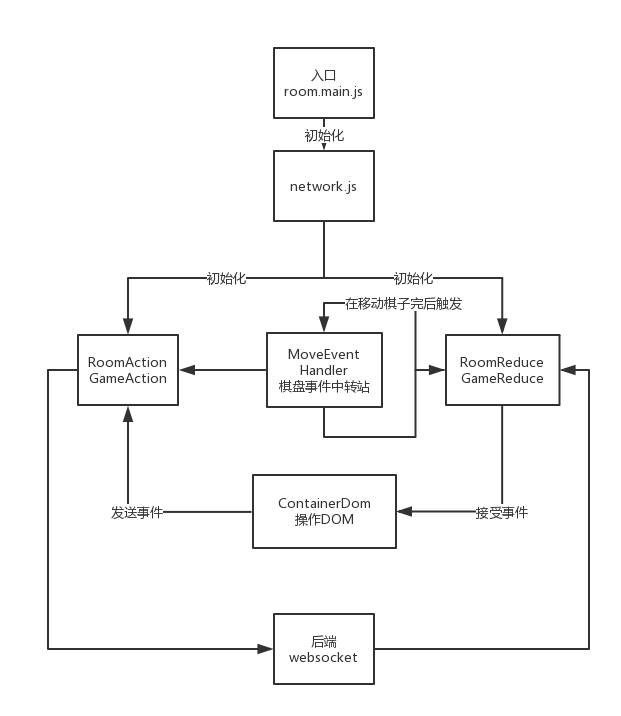 入口
room.main.js
初始化
network.js
初始化
初始化
在移动棋子完后触发
RoomAction
GameAction
MoveEvent
Handler
棋盘事件中转站
RoomReduce
GameReduce
ContainerDom
操作DOM
发送事件
接受事件
后端
websocket